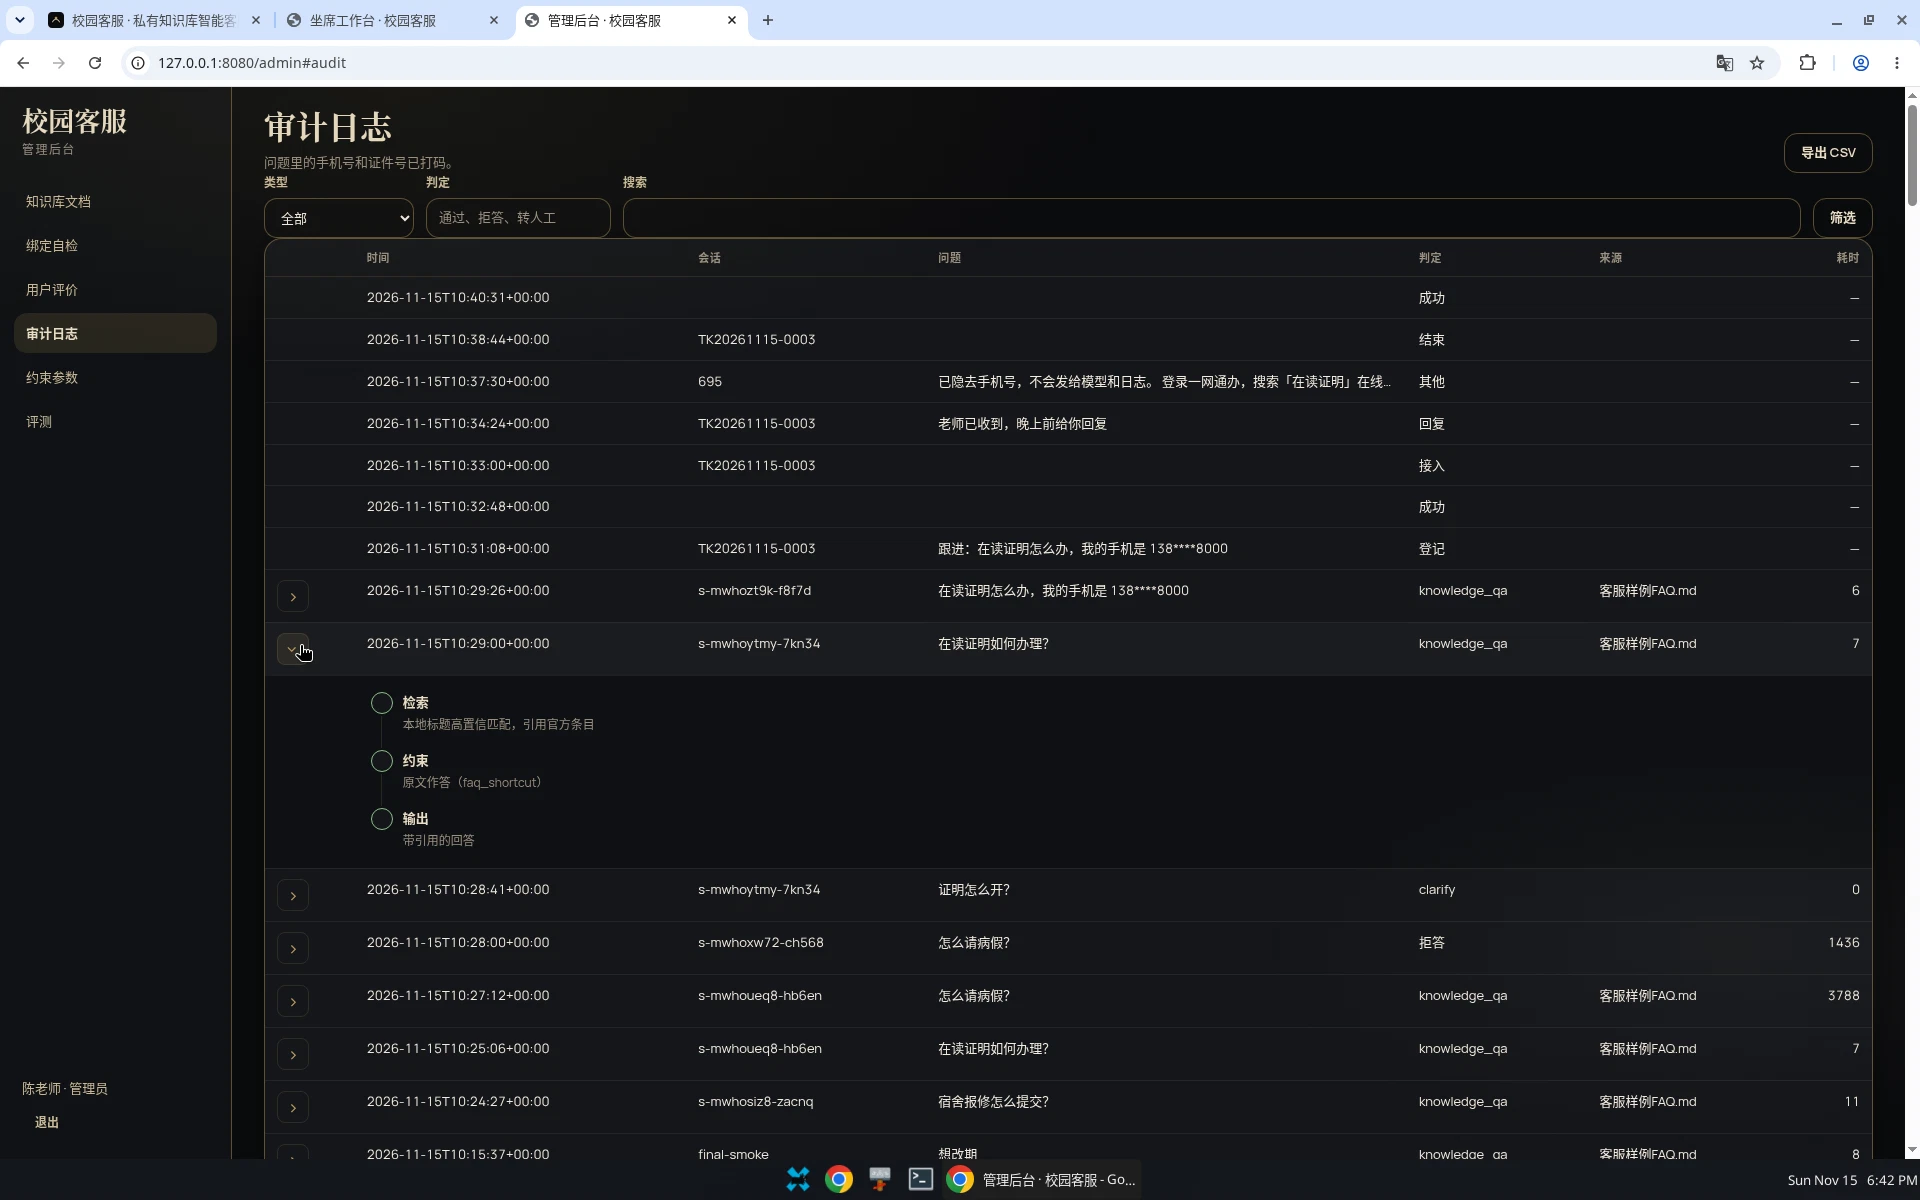 校园客服 · 私有知识库智能客
坐席工作台 · 校园客服
管理后台 · 校园客服
127.0.0.1:8080/admin#audit
校园客服
管理后台
知识库文档
绑定自检
用户评价
审计日志
约束参数
评测
陈老师 · 管理员
退出
审计日志
问题里的手机号和证件号已打码。
导出 CSV
类型 判定 搜索
全部 通过、拒答、转人工 筛选
时间 会话 问题 判定 来源 耗时
2026-11-15T10:40:31+00:00 成功 —
2026-11-15T10:38:44+00:00 TK20261115-0003 结束 —
2026-11-15T10:37:30+00:00 695 已隐去手机号，不会发给模型和日志。 登录一网通办，搜索「在读证明」在线... 其他 —
2026-11-15T10:34:24+00:00 TK20261115-0003 老师已收到，晚上前给你回复 回复 —
2026-11-15T10:33:00+00:00 TK20261115-0003 接入 —
2026-11-15T10:32:48+00:00 成功 —
2026-11-15T10:31:08+00:00 TK20261115-0003 跟进：在读证明怎么办，我的手机是 138****8000 登记 —
2026-11-15T10:29:26+00:00 s-mwhozt9k-f8f7d 在读证明怎么办，我的手机是 138****8000 knowledge_qa 客服样例FAQ.md 6
2026-11-15T10:29:00+00:00 s-mwhoytmy-7kn34 在读证明如何办理？ knowledge_qa 客服样例FAQ.md 7
检索
本地标题高置信匹配，引用官方条目
约束
原文作答（faq_shortcut）
输出
带引用的回答
2026-11-15T10:28:41+00:00 s-mwhoytmy-7kn34 证明怎么开？ clarify 0
2026-11-15T10:28:00+00:00 s-mwhoxw72-ch568 怎么请病假？ 拒答 1436
2026-11-15T10:27:12+00:00 s-mwhoueq8-hb6en 怎么请病假？ knowledge_qa 客服样例FAQ.md 3788
2026-11-15T10:25:06+00:00 s-mwhoueq8-hb6en 在读证明如何办理？ knowledge_qa 客服样例FAQ.md 7
2026-11-15T10:24:27+00:00 s-mwhosiz8-zacnq 宿舍报修怎么提交？ knowledge_qa 客服样例FAQ.md 11
2026-11-15T10:15:37+00:00 final-smoke 想改期 knowledge_qa 客服样例FAQ.md 8
管理后台 · 校园客服 - Go...
Sun Nov 15 6:42 PM